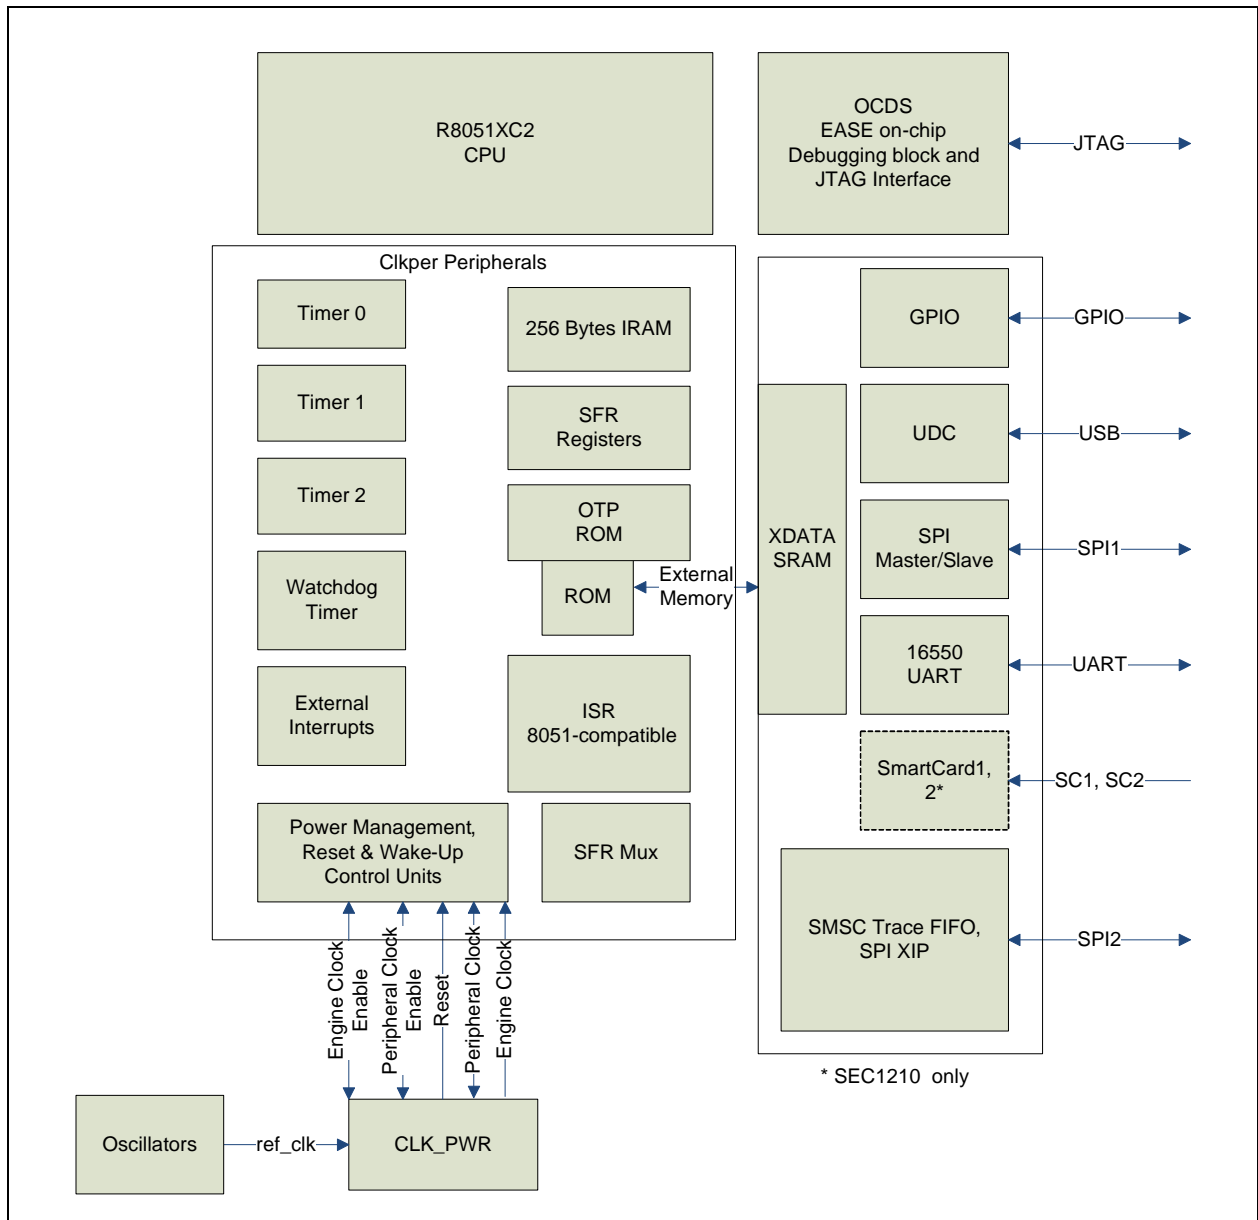 R8051XC2
CPU
OCDS
EASE on-chip
Debugging block and
JTAG Interface
JTAG
Clkper Peripherals
Timer 0
Timer 1
Timer 2
Watchdog
Timer
External
Interrupts
Power Management,
Reset & Wake-Up
Control Units
256 Bytes IRAM
SFR
Registers
OTP
ROM
ROM
ISR
8051-compatible
SFR Mux
External
Memory
XDATA
SRAM
GPIO
GPIO
UDC
USB
SPI
Master/Slave
SPI1
16550
UART
UART
SmartCard1,
2*
SC1, SC2
SMSC Trace FIFO,
SPI XIP
SPI2
* SEC1210 only
Engine Clock
Enable
Peripheral Clock
Enable
Reset
Peripheral Clock
Engine Clock
Oscillators
ref_clk
CLK_PWR